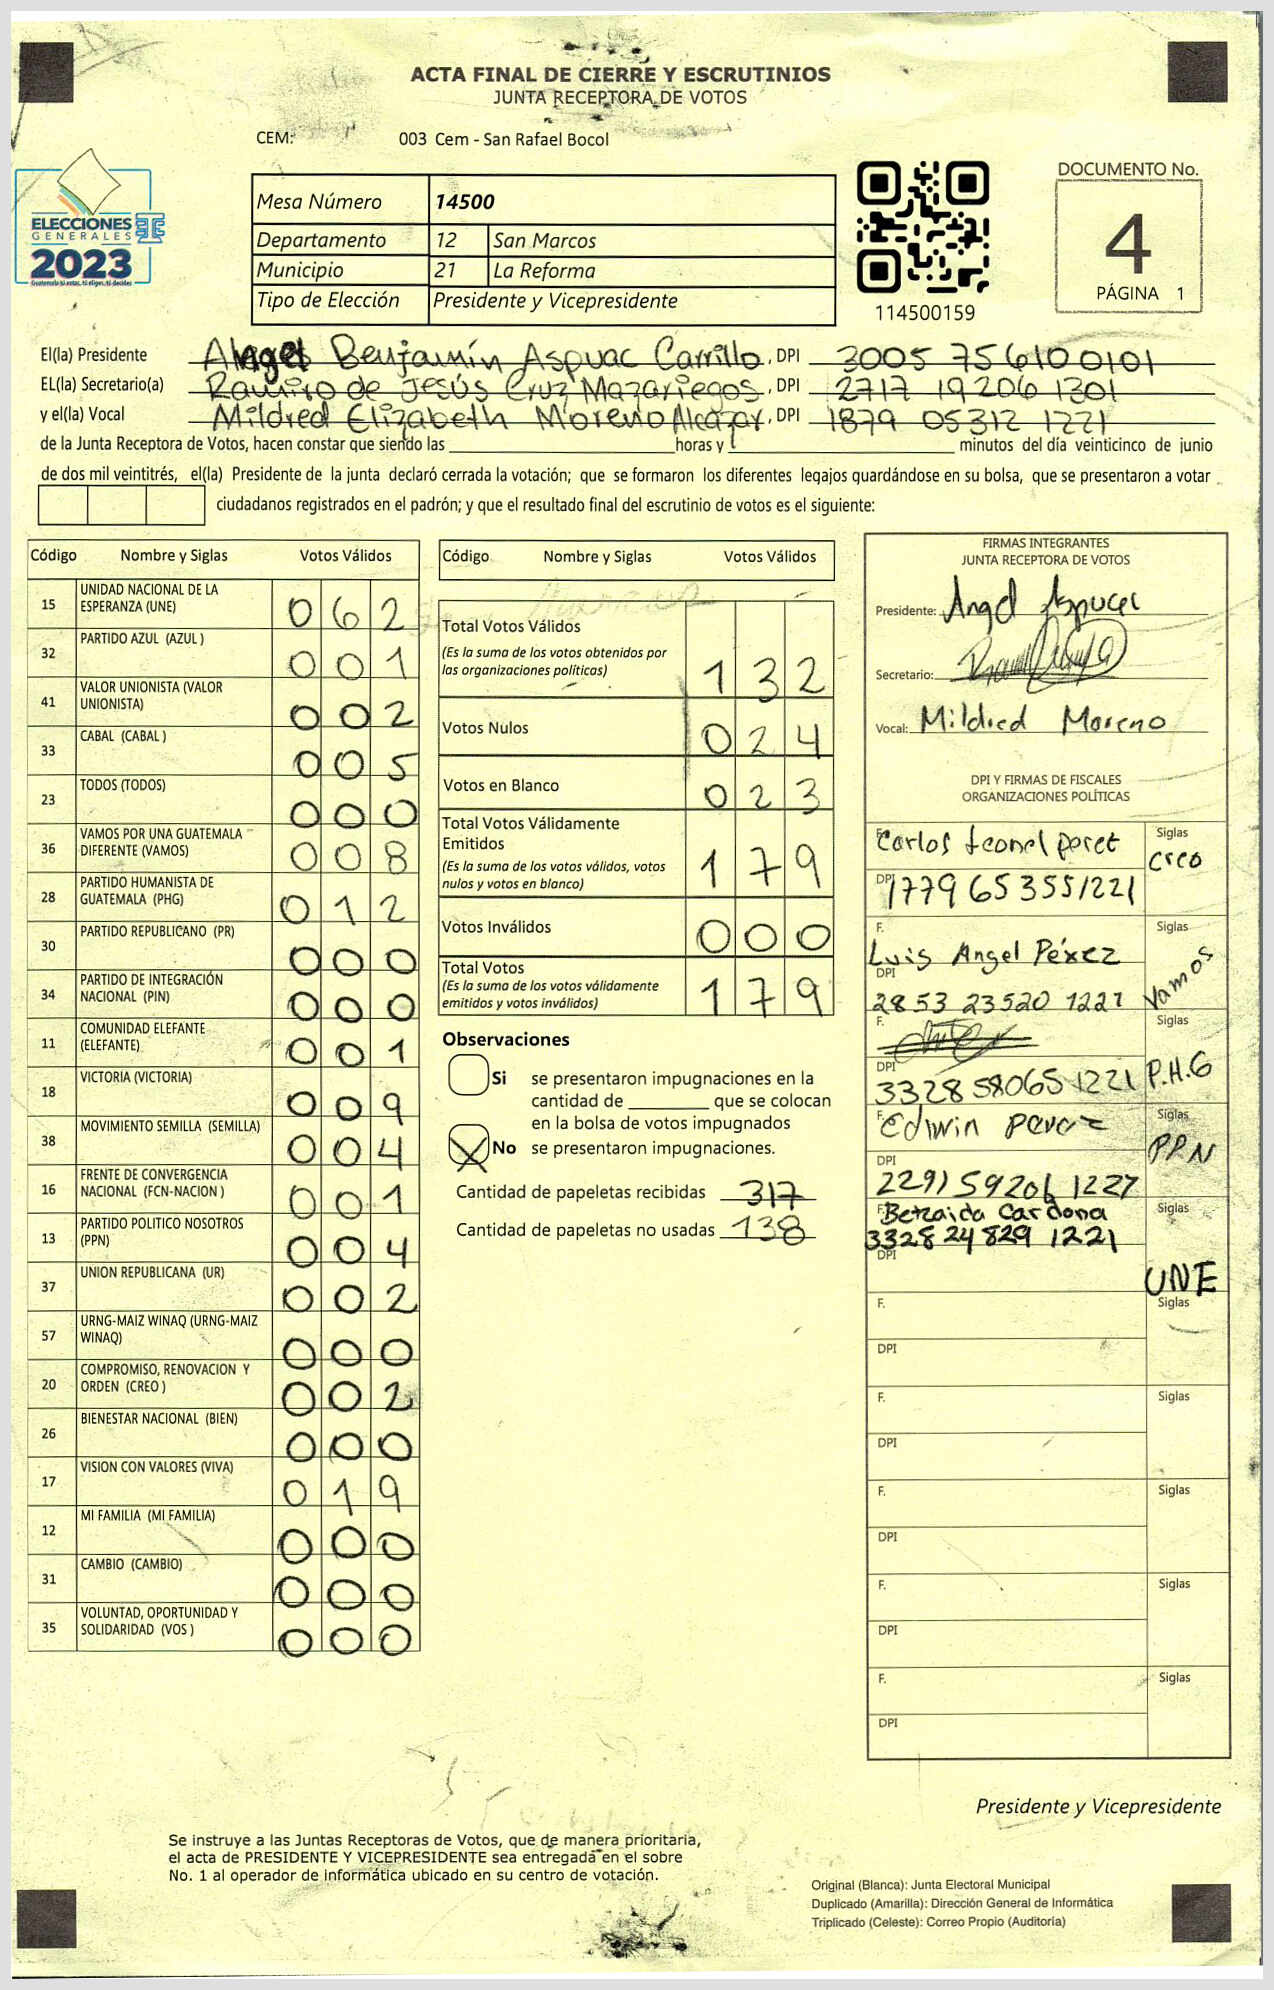 ACTA FINAL DE CIERRE Y ESCRUTINIOS
JUNTA RECEPTORA DE VOTOS
CEM: 003 Cem - San Rafael Bocol
ELECCIONES
GENERALES
2023
Guatemala tú votas, tú eliges, tú decides
Mesa Número 14500
Departamento 12 San Marcos
Municipio 21 La Reforma
Tipo de Elección Presidente y Vicepresidente
114500159
DOCUMENTO No.
4
PÁGINA 1
El(la) Presidente Angel Benjamín Aspuac Carrillo, DPI 3005 75610 0101
EL(la) Secretario(a) Ramiro de Jesús Cruz Mazariegos, DPI 2717 19206 1301
y el(la) Vocal Mildred Elizabeth Moreno Alcázar, DPI 1879 05312 1221
de la Junta Receptora de Votos, hacen constar que siendo las horas y minutos del día veinticinco de junio
de dos mil veintitrés, el(la) Presidente de la junta declaró cerrada la votación; que se formaron los diferentes legajos guardándose en su bolsa, que se presentaron a votar
ciudadanos registrados en el padrón; y que el resultado final del escrutinio de votos es el siguiente:
Código Nombre y Siglas Votos Válidos
15 UNIDAD NACIONAL DE LA ESPERANZA (UNE) 0 6 2
32 PARTIDO AZUL (AZUL ) 0 0 1
41 VALOR UNIONISTA (VALOR UNIONISTA) 0 0 2
33 CABAL (CABAL ) 0 0 5
23 TODOS (TODOS) 0 0 0
36 VAMOS POR UNA GUATEMALA DIFERENTE (VAMOS) 0 0 8
28 PARTIDO HUMANISTA DE GUATEMALA (PHG) 0 1 2
30 PARTIDO REPUBLICANO (PR) 0 0 0
34 PARTIDO DE INTEGRACIÓN NACIONAL (PIN) 0 0 0
11 COMUNIDAD ELEFANTE (ELEFANTE) 0 0 1
18 VICTORIA (VICTORIA) 0 0 9
38 MOVIMIENTO SEMILLA (SEMILLA) 0 0 4
16 FRENTE DE CONVERGENCIA NACIONAL (FCN-NACION ) 0 0 1
13 PARTIDO POLITICO NOSOTROS (PPN) 0 0 4
37 UNION REPUBLICANA (UR) 0 0 2
57 URNG-MAIZ WINAQ (URNG-MAIZ WINAQ) 0 0 0
20 COMPROMISO, RENOVACION Y ORDEN (CREO ) 0 0 2
26 BIENESTAR NACIONAL (BIEN) 0 0 0
17 VISION CON VALORES (VIVA) 0 1 9
12 MI FAMILIA (MI FAMILIA) 0 0 0
31 CAMBIO (CAMBIO) 0 0 0
35 VOLUNTAD, OPORTUNIDAD Y SOLIDARIDAD (VOS ) 0 0 0
Código Nombre y Siglas Votos Válidos
Total Votos Válidos 1 3 2
(Es la suma de los votos obtenidos por
las organizaciones políticas)
Votos Nulos 0 2 4
Votos en Blanco 0 2 3
Total Votos Válidamente
Emitidos 1 7 9
(Es la suma de los votos válidos, votos
nulos y votos en blanco)
Votos Inválidos 0 0 0
Total Votos 1 7 9
(Es la suma de los votos válidamente
emitidos y votos inválidos)
Observaciones
Si se presentaron impugnaciones en la
cantidad de que se colocan
en la bolsa de votos impugnados
X No se presentaron impugnaciones.
Cantidad de papeletas recibidas 317
Cantidad de papeletas no usadas 138
FIRMAS INTEGRANTES
JUNTA RECEPTORA DE VOTOS
Presidente: Angel Aspuac
Secretario:
Vocal: Mildred Moreno
DPI Y FIRMAS DE FISCALES
ORGANIZACIONES POLÍTICAS
F. Carlos Leonel Siglas Creo
DPI 1779 65355 1221
F. Luis Angel Pérez Siglas Vamos
DPI 2853 23520 1221
F. Siglas P.H.G
DPI 3328 58065 1221
F. Edwin Perez Siglas PPN
DPI 2291 59206 1227
F. Betzaida Cardona Siglas UNE
3328 24829 1221
DPI
F. Siglas
DPI
F. Siglas
DPI
F. Siglas
DPI
F. Siglas
DPI
F. Siglas
DPI
Presidente y Vicepresidente
Se instruye a las Juntas Receptoras de Votos, que de manera prioritaria,
el acta de PRESIDENTE Y VICEPRESIDENTE sea entregada en el sobre
No. 1 al operador de informática ubicado en su centro de votación.
Original (Blanca): Junta Electoral Municipal
Duplicado (Amarilla): Dirección General de Informática
Triplicado (Celeste): Correo Propio (Auditoría)